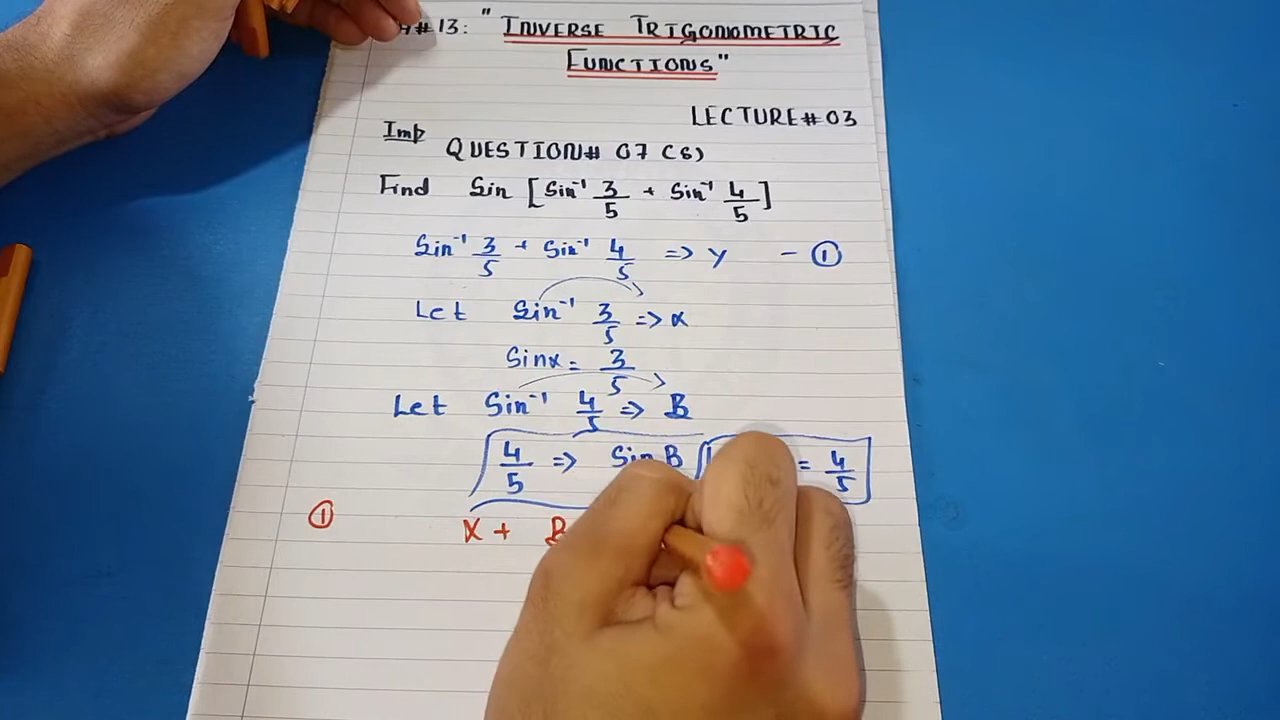 #13: "INVERSE TRIGONOMETRIC
FUNCTIONS"
LECTURE#03
Imp
QUESTION# 07(S)
Find Sin [Sin⁻¹ 3/5 + Sin⁻¹ 4/5]
Sin⁻¹ 3/5 + Sin⁻¹ 4/5 => y - ①
Let Sin⁻¹ 3/5 => α
Sinα = 3/5
Let Sin⁻¹ 4/5 => B
4/5 => SinB = 4/5
① α + B